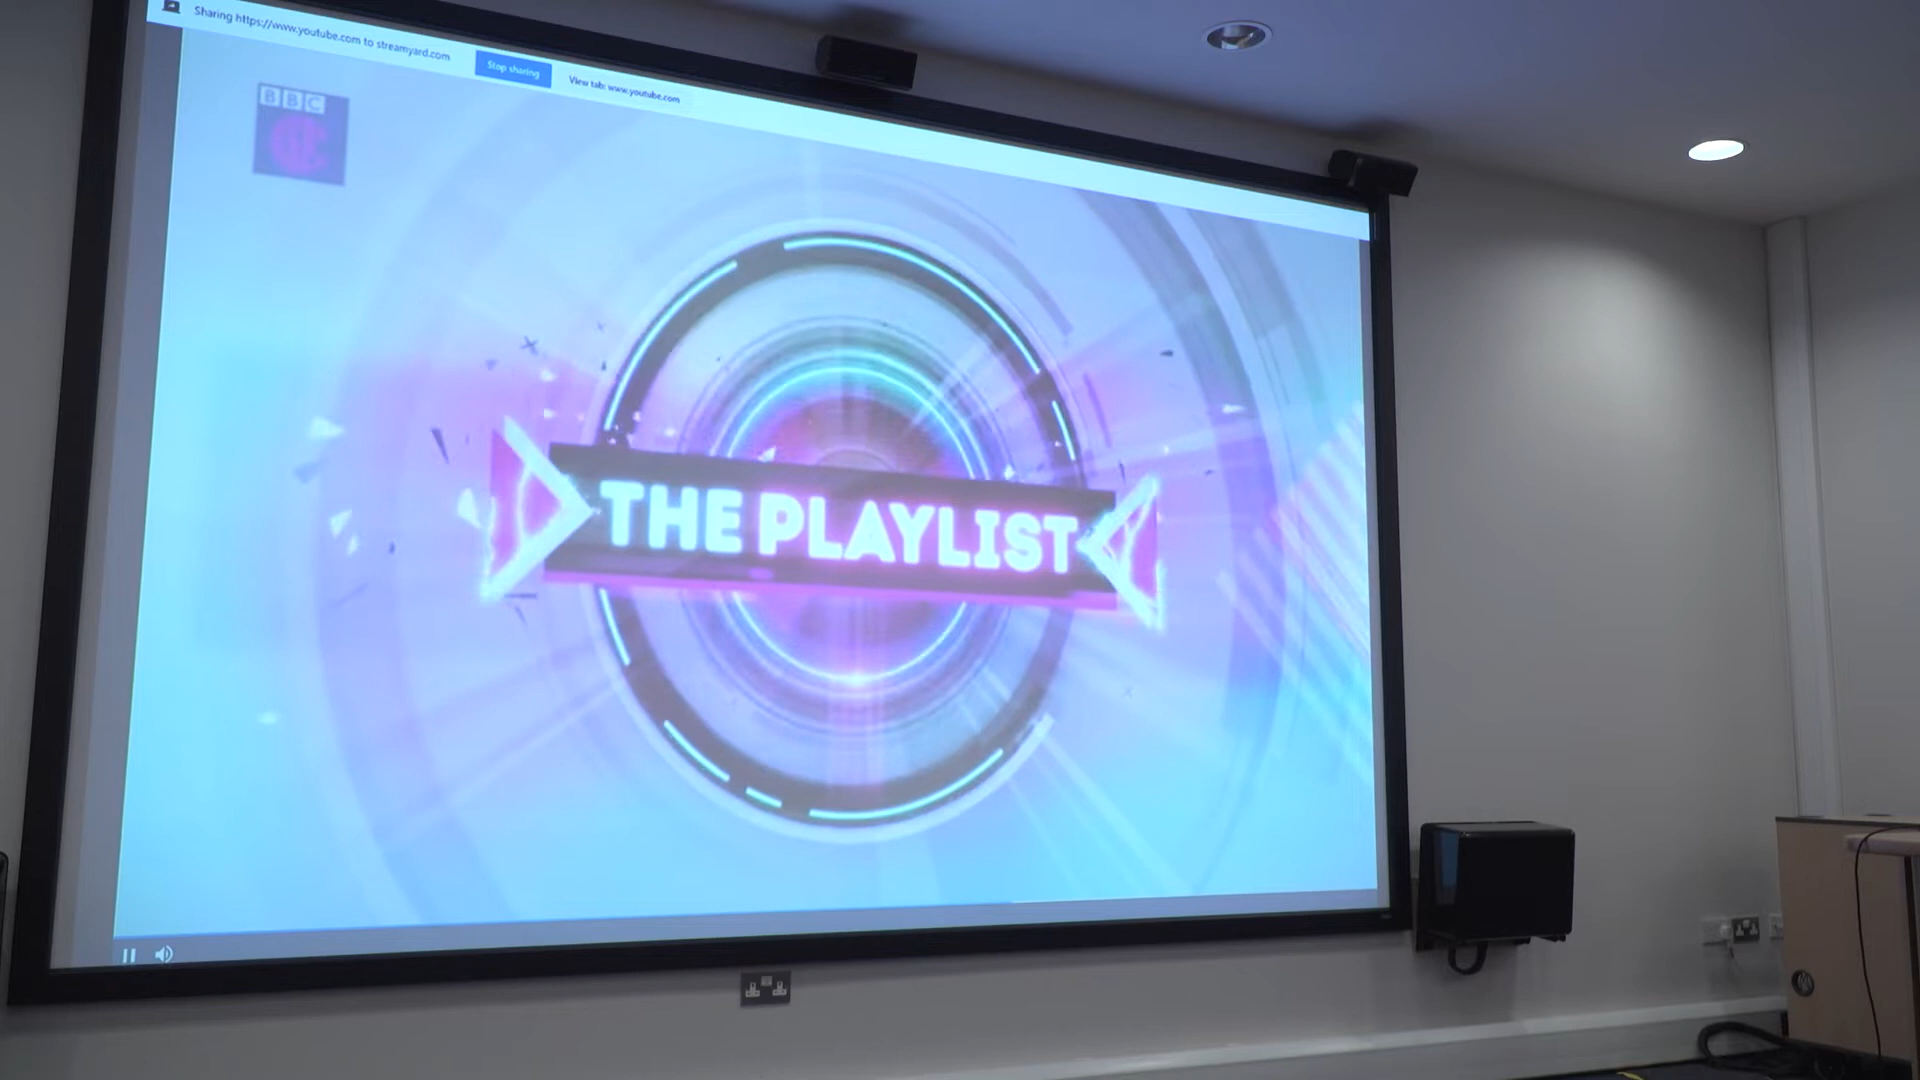 Sharing https://www.youtube.com to streamyard.com
Stop sharing
View tab: www.youtube.com
BBC
THE PLAYLIST